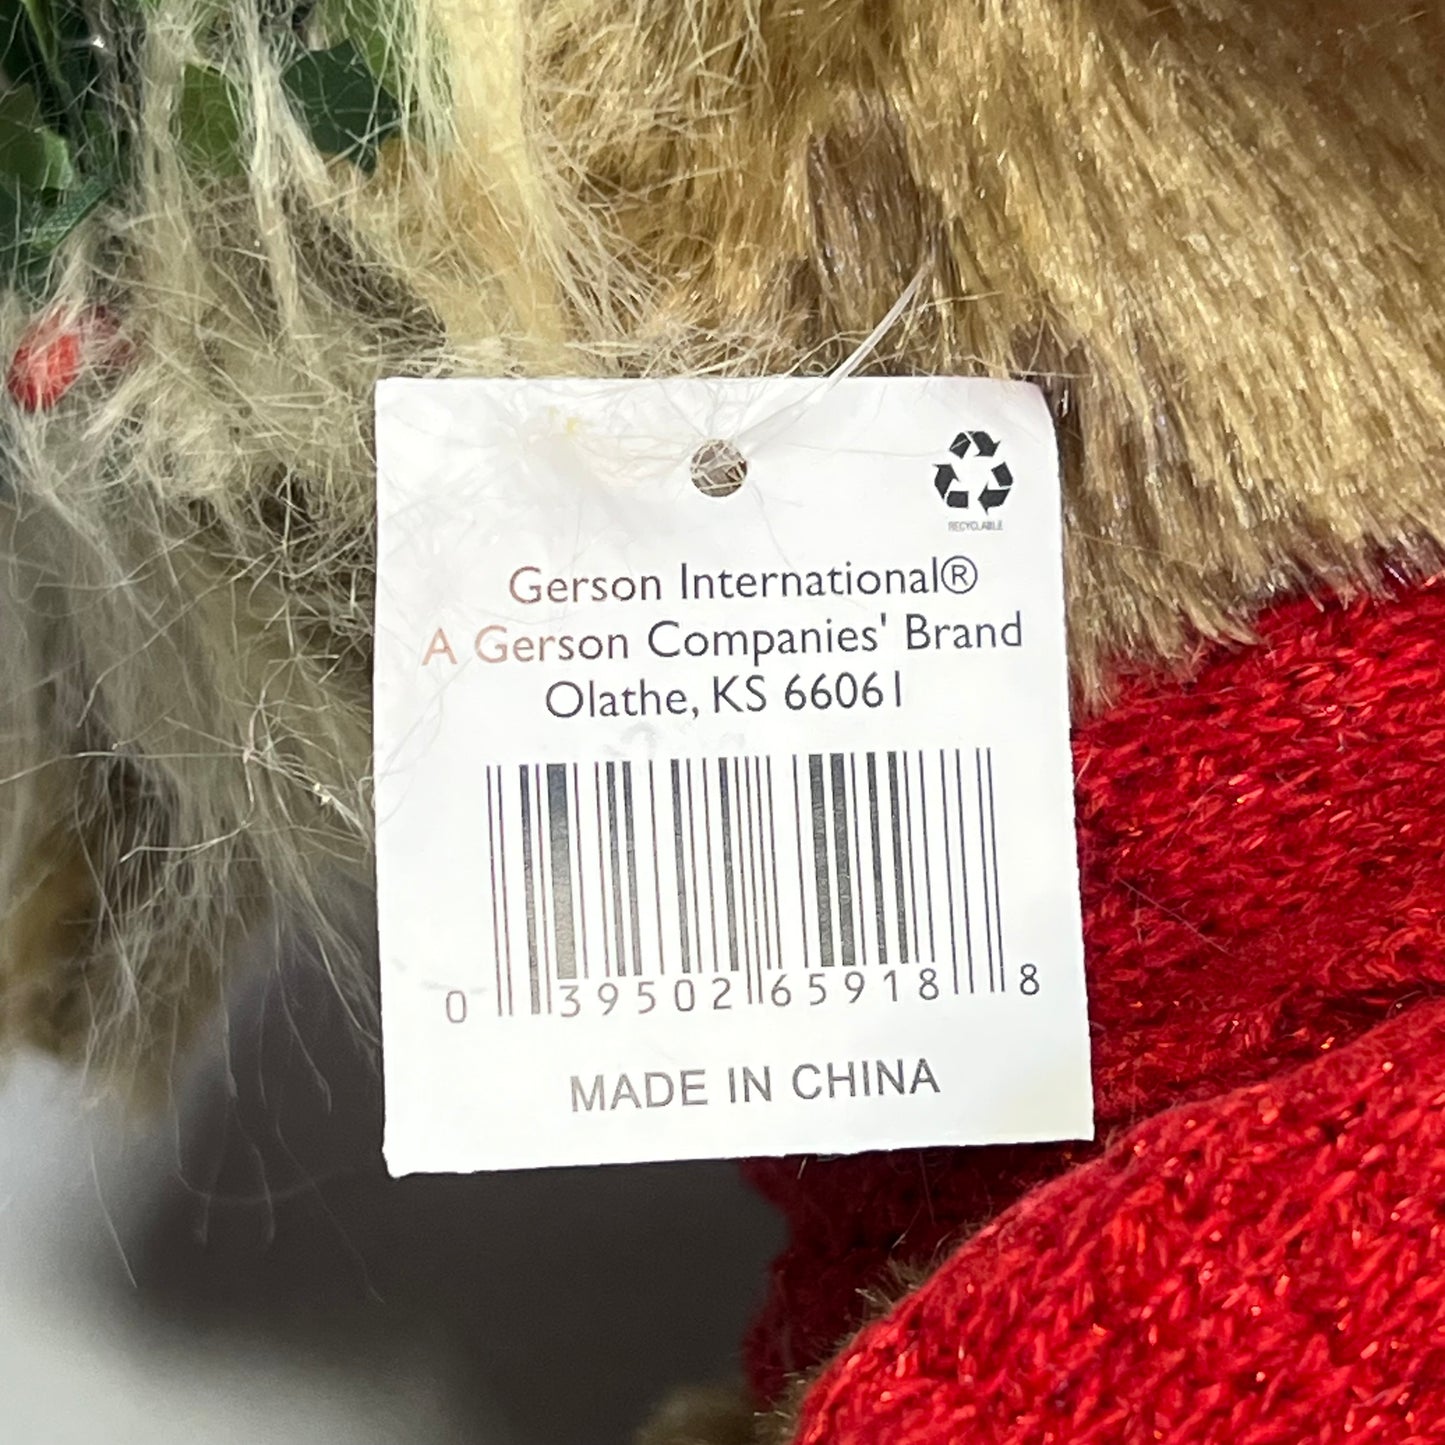 RECYCLABLE
Gerson International®
A Gerson Companies' Brand
Olathe, KS 66061
0 39502 65918 8
MADE IN CHINA